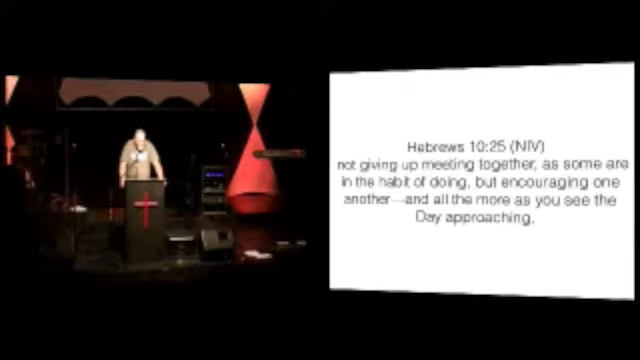 Hebrews 10:25 (NIV)
not giving up meeting together, as some are
in the habit of doing, but encouraging one
another—and all the more as you see the
Day approaching.